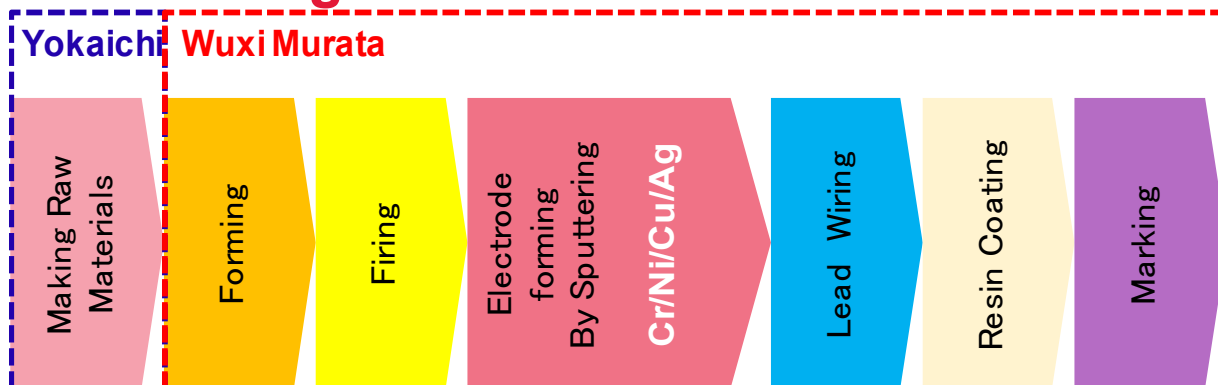 Yokaichi
Wuxi Murata
Making Raw
Materials
Forming
Firing
Electrode
forming
By Sputtering
Cr/Ni/Cu/Ag
Lead Wiring
Resin Coating
Marking